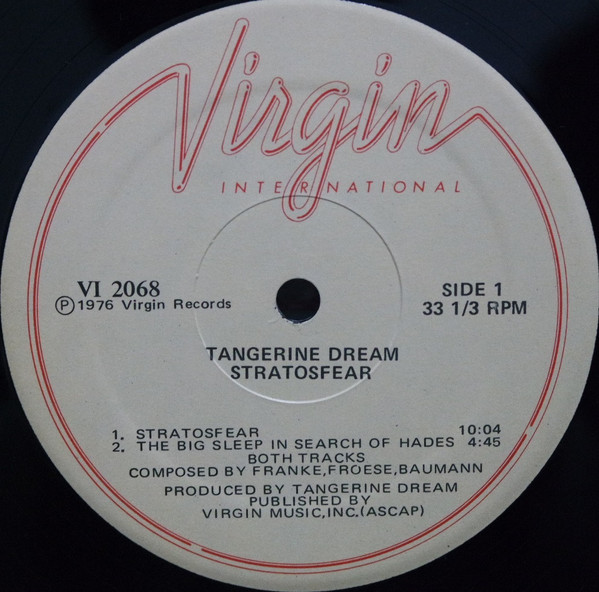 Virgin
INTERNATIONAL
VI 2068
Ⓟ1976 Virgin Records
SIDE 1
33 1/3 RPM
TANGERINE DREAM
STRATOSFEAR
1. STRATOSFEAR 10:04
2. THE BIG SLEEP IN SEARCH OF HADES 4:45
BOTH TRACKS
COMPOSED BY FRANKE,FROESE,BAUMANN
PRODUCED BY TANGERINE DREAM
PUBLISHED BY
VIRGIN MUSIC,INC.(ASCAP)